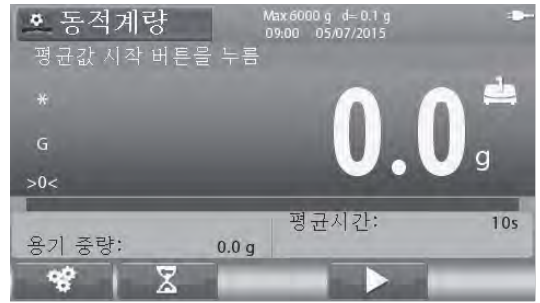 동적계량
Max 6000 g d= 0.1 g
09:00 05/07/2015
평균값 시작 버튼을 누름
*
G
>0<
0.0 g
1
평균시간: 10s
용기 중량: 0.0 g